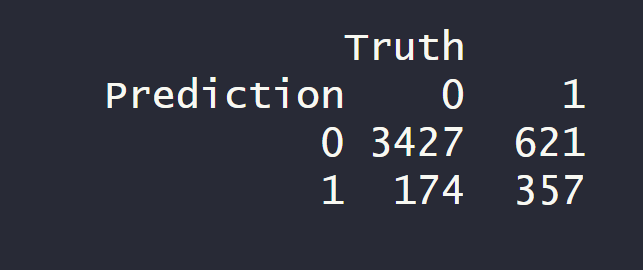 Truth
Prediction 0 1
0 3427 621
1 174 357